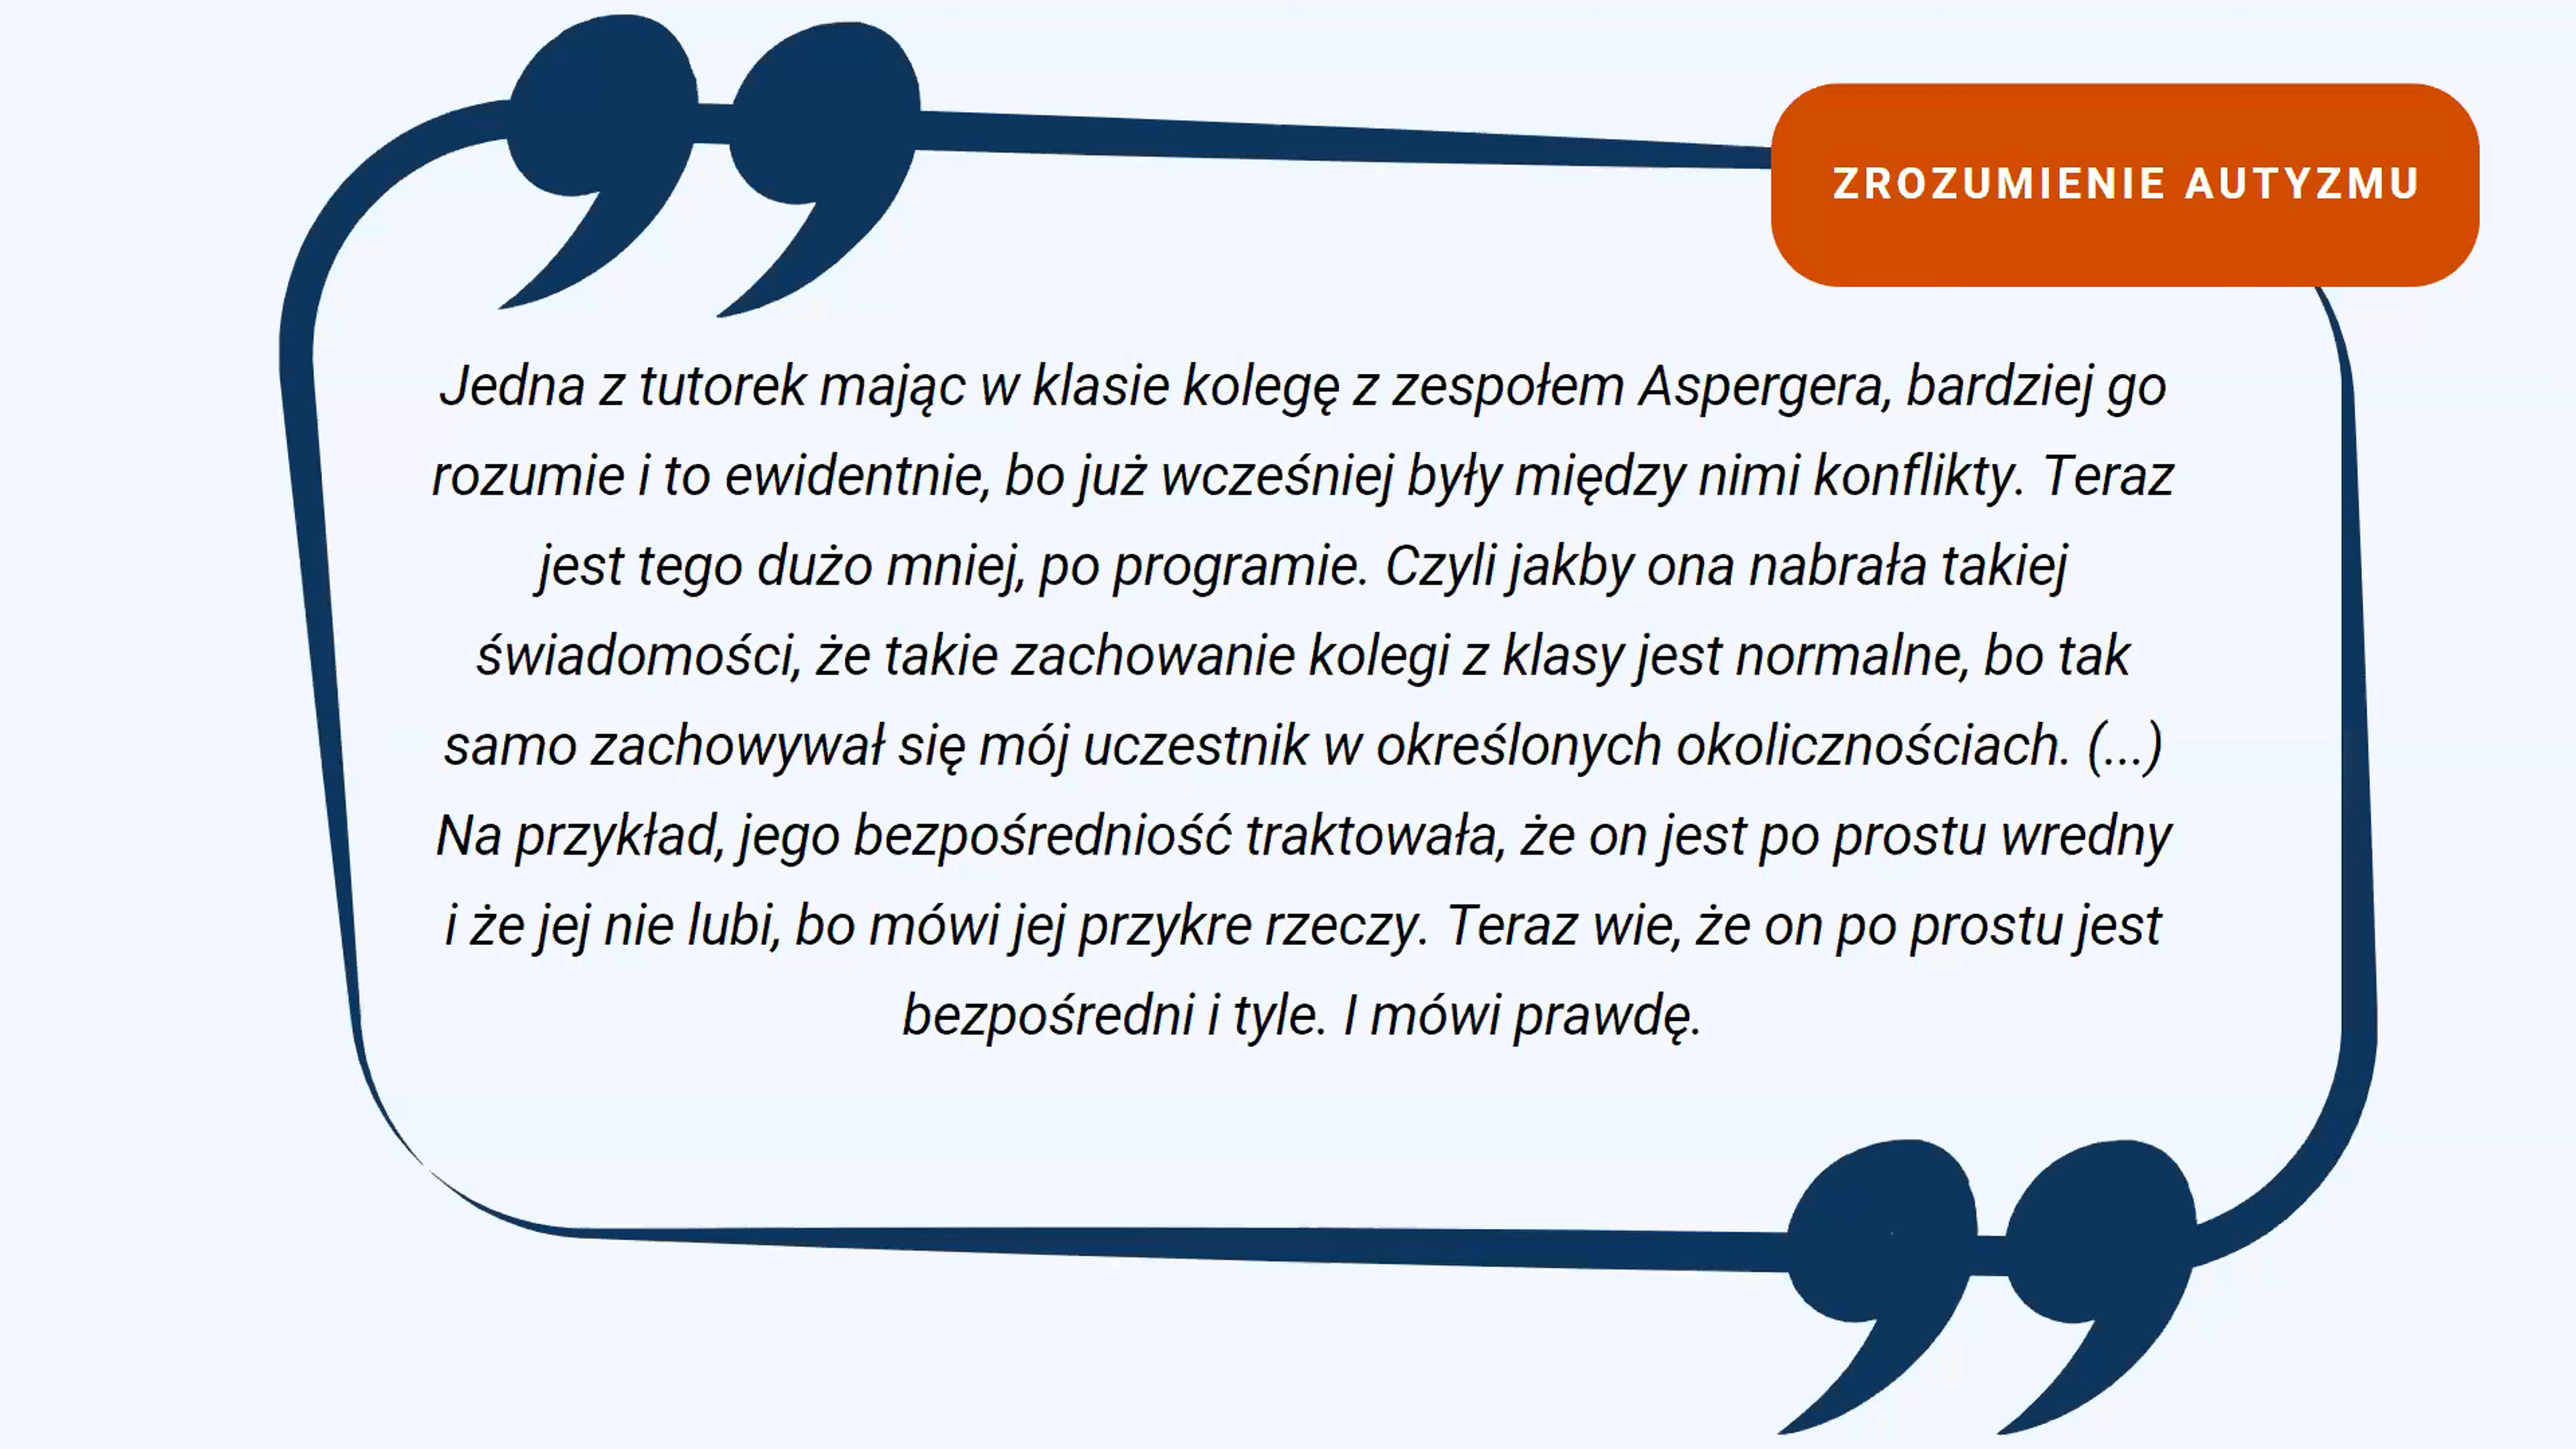 ZROZUMIENIE AUTYZMU
Jedna z tutorek mając w klasie kolegę z zespołem Aspergera, bardziej go
rozumie i to ewidentnie, bo już wcześniej były między nimi konflikty. Teraz
jest tego dużo mniej, po programie. Czyli jakby ona nabrała takiej
świadomości, że takie zachowanie kolegi z klasy jest normalne, bo tak
samo zachowywał się mój uczestnik w określonych okolicznościach. (...)
Na przykład, jego bezpośredniość traktowała, że on jest po prostu wredny
i że jej nie lubi, bo mówi jej przykre rzeczy. Teraz wie, że on po prostu jest
bezpośredni i tyle. I mówi prawdę.